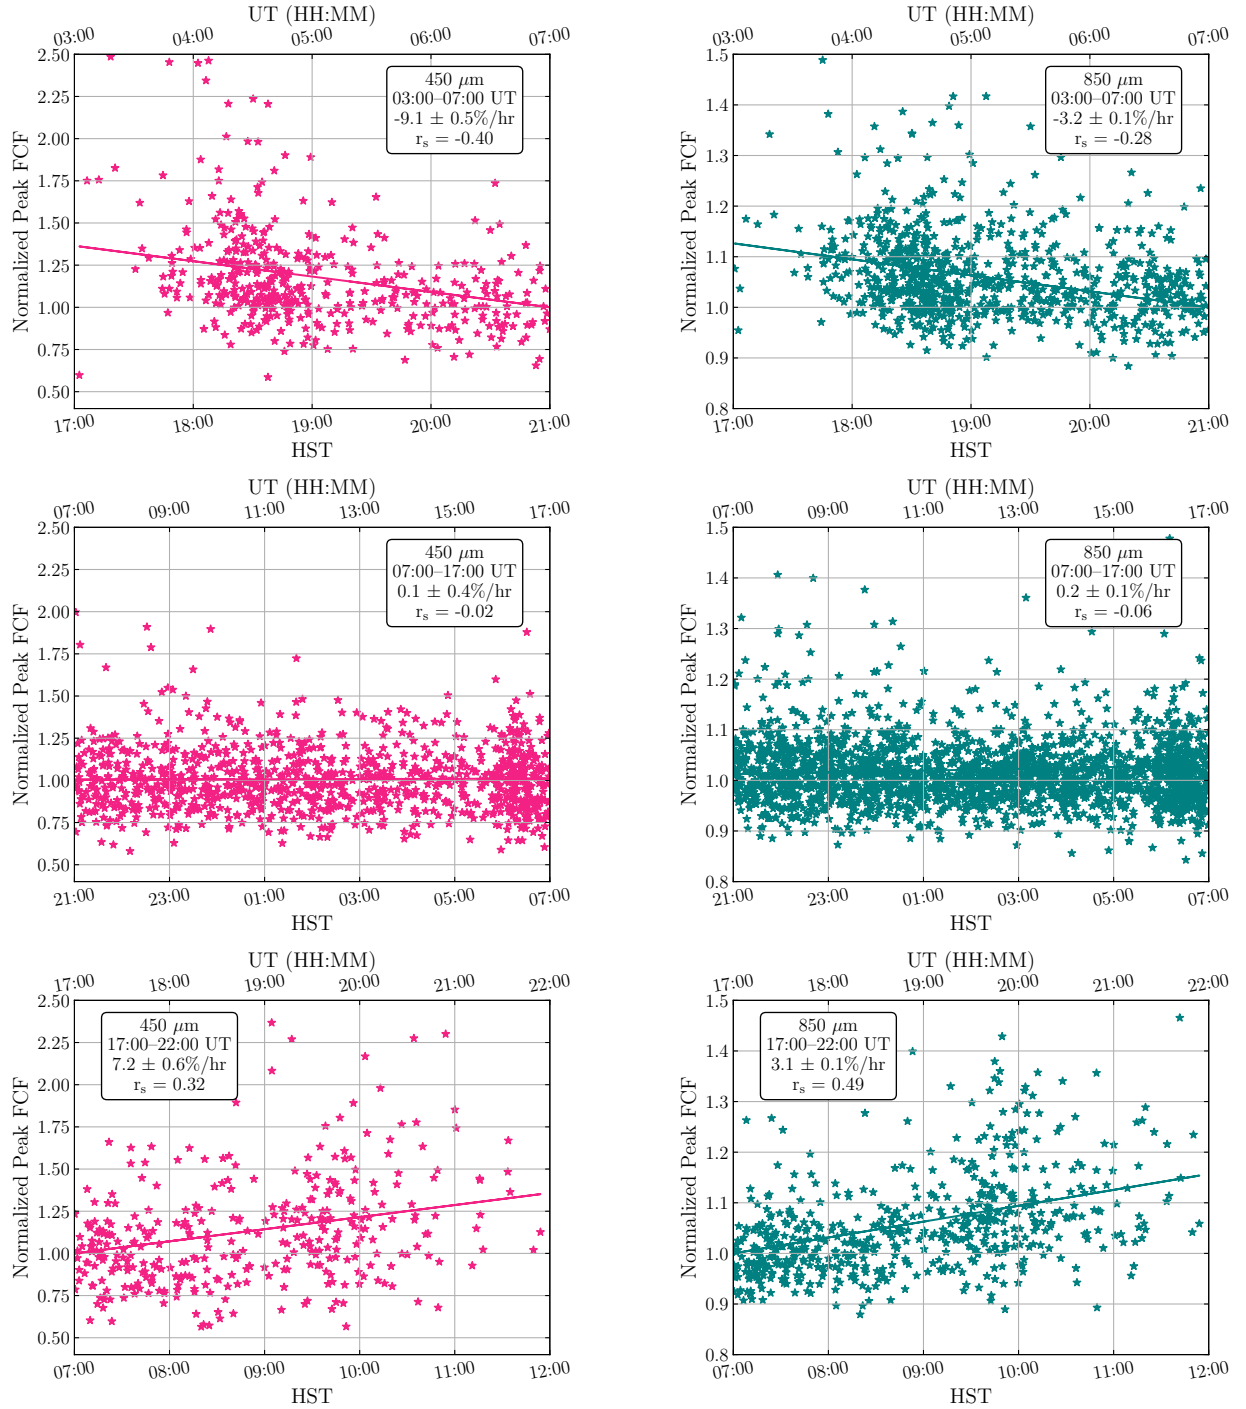 UT (HH:MM)
03:00 04:00 05:00 06:00 07:00
2.50
2.25
2.00
1.75
1.50
1.25
1.00
0.75
0.50
Normalized Peak FCF
450 μm
03:00–07:00 UT
-9.1 ± 0.5%/hr
rₛ = -0.40
17:00 18:00 19:00 20:00 21:00
HST
UT (HH:MM)
03:00 04:00 05:00 06:00 07:00
1.5
1.4
1.3
1.2
1.1
1.0
0.9
0.8
Normalized Peak FCF
850 μm
03:00–07:00 UT
-3.2 ± 0.1%/hr
rₛ = -0.28
17:00 18:00 19:00 20:00 21:00
HST
UT (HH:MM)
07:00 09:00 11:00 13:00 15:00 17:00
2.50
2.25
2.00
1.75
1.50
1.25
1.00
0.75
0.50
Normalized Peak FCF
450 μm
07:00–17:00 UT
0.1 ± 0.4%/hr
rₛ = -0.02
21:00 23:00 01:00 03:00 05:00 07:00
HST
UT (HH:MM)
07:00 09:00 11:00 13:00 15:00 17:00
1.5
1.4
1.3
1.2
1.1
1.0
0.9
0.8
Normalized Peak FCF
850 μm
07:00–17:00 UT
0.2 ± 0.1%/hr
rₛ = -0.06
21:00 23:00 01:00 03:00 05:00 07:00
HST
UT (HH:MM)
17:00 18:00 19:00 20:00 21:00 22:00
2.50
2.25
2.00
1.75
1.50
1.25
1.00
0.75
0.50
Normalized Peak FCF
450 μm
17:00–22:00 UT
7.2 ± 0.6%/hr
rₛ = 0.32
07:00 08:00 09:00 10:00 11:00 12:00
HST
UT (HH:MM)
17:00 18:00 19:00 20:00 21:00 22:00
1.5
1.4
1.3
1.2
1.1
1.0
0.9
0.8
Normalized Peak FCF
850 μm
17:00–22:00 UT
3.1 ± 0.1%/hr
rₛ = 0.49
07:00 08:00 09:00 10:00 11:00 12:00
HST